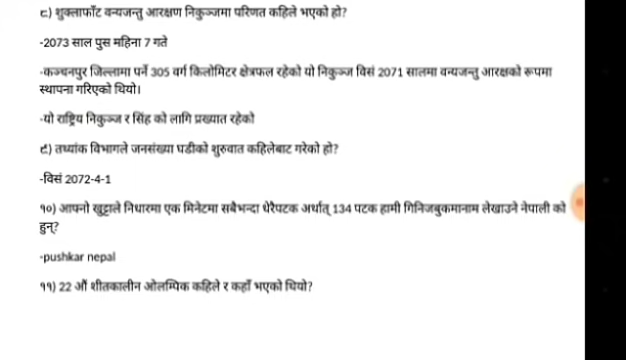 ८) शुक्लाफाँट वन्यजन्तु आरक्षण निकुञ्जमा परिणत कहिले भएको हो?
-2073 साल पुस महिना 7 गते
-कञ्चनपुर जिल्लामा पर्ने 305 वर्ग किलोमिटर क्षेत्रफल रहेको यो निकुञ्ज विसं 2071 सालमा वन्यजन्तु आरक्षको रूपमा
स्थापना गरिएको थियो।
-यो राष्ट्रिय निकुञ्ज र सिंह को लागि प्रख्यात रहेको
९) तथ्यांक विभागले जनसंख्या घडीको शुरुवात कहिलेबाट गरेको हो?
-विसं 2072-4-1
१०) आफ्नो खुट्टाले निधारमा एक मिनेटमा सबैभन्दा धेरैपटक अर्थात् 134 पटक हामी गिनिजबुकमानाम लेखाउने नेपाली को
हुन्?
-pushkar nepal
११) 22 औं शीतकालीन ओलम्पिक कहिले र कहाँ भएको थियो?